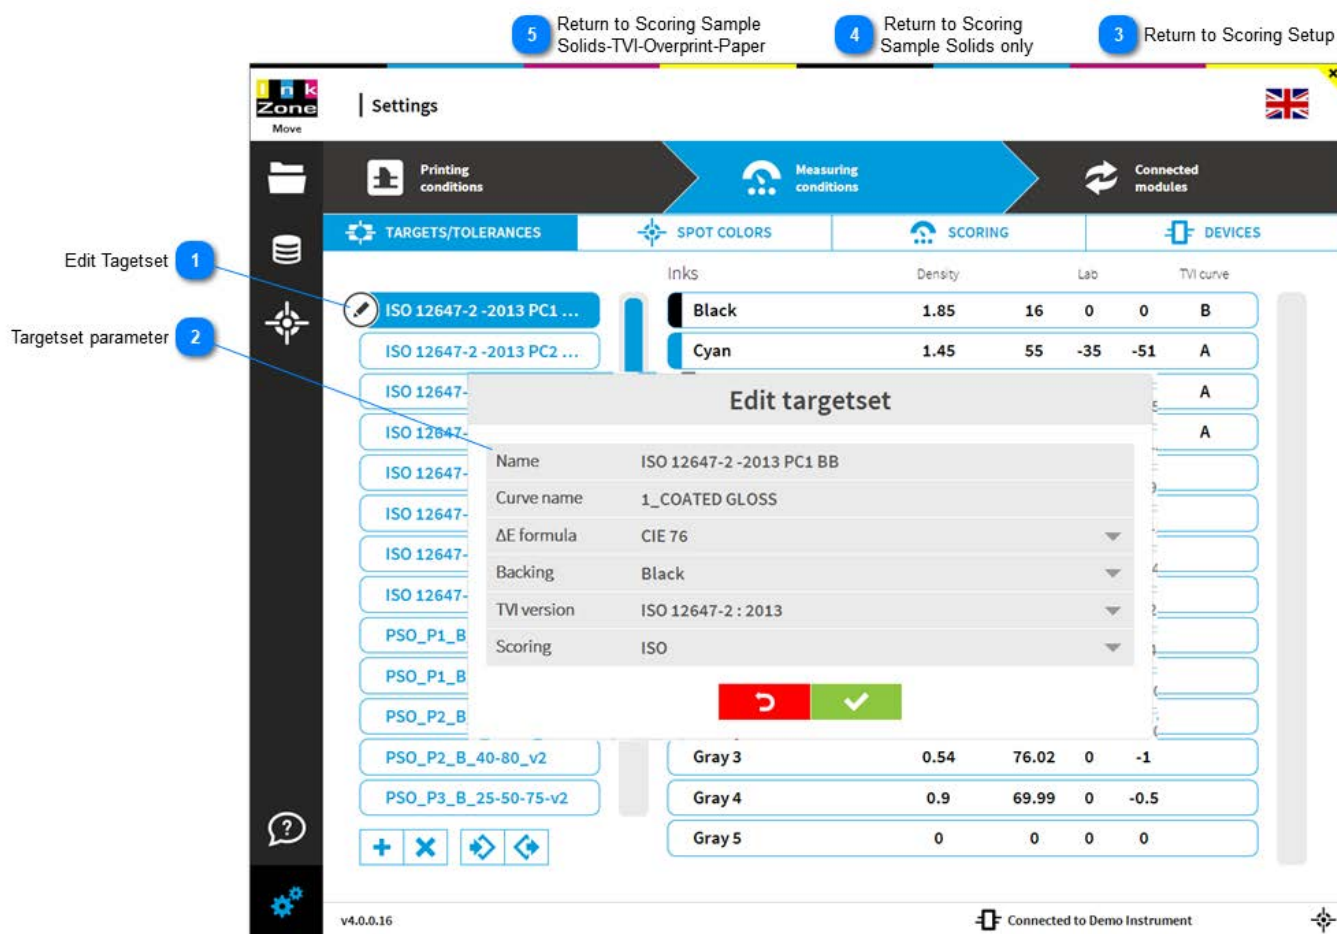 5 Return to Scoring Sample
Solids-TVI-Overprint-Paper
4 Return to Scoring
Sample Solids only
3 Return to Scoring Setup
Ink
Zone
Move
Settings
Printing
conditions
Measuring
conditions
Connected
modules
TARGETS/TOLERANCES
SPOT COLORS
SCORING
DEVICES
Edit Tagetset 1
Targetset parameter 2
Inks Density Lab TVI curve
ISO 12647-2 -2013 PC1 ...
Black 1.85 16 0 0 B
ISO 12647-2 -2013 PC2 ...
Cyan 1.45 55 -35 -51 A
ISO 12647-
A
ISO 12647-
A
ISO 12647-
ISO 12647-
ISO 12647-
ISO 12647-
PSO_P1_B
PSO_P1_B
PSO_P2_B
Edit targetset
Name ISO 12647-2 -2013 PC1 BB
Curve name 1_COATED GLOSS
ΔE formula CIE 76
Backing Black
TVI version ISO 12647-2 : 2013
Scoring ISO
PSO_P2_B_40-80_v2
Gray 3 0.54 76.02 0 -1
PSO_P3_B_25-50-75-v2
Gray 4 0.9 69.99 0 -0.5
Gray 5 0 0 0 0
v4.0.0.16
Connected to Demo Instrument